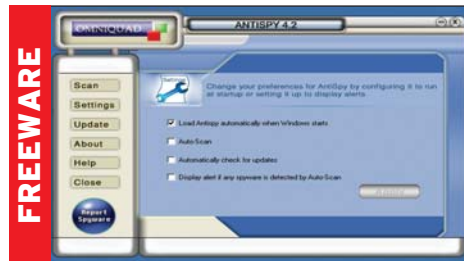 FREEWARE
OMNIQUAD
ANTISPY 4.2
Scan
Settings
Update
About
Help
Close
Report
Spyware
Settings
Change your preferences for AntiSpy by configuring it to run
at startup or setting it up to display alerts.
Load Antispy automatically when Windows starts
Auto Scan
Automatically check for updates
Display alert if any spyware is detected by Auto Scan